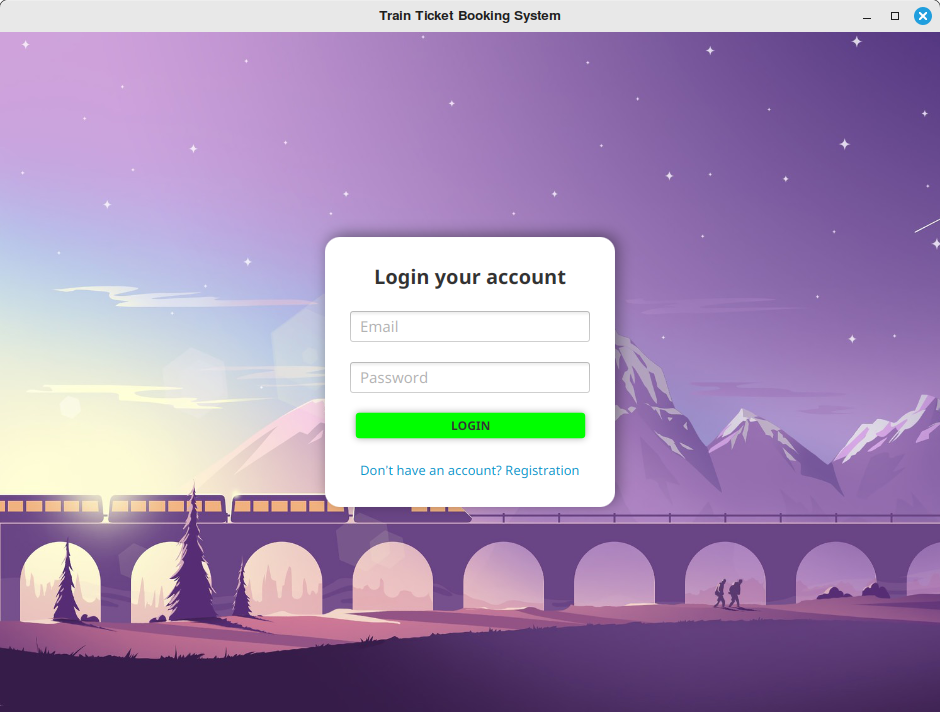 Train Ticket Booking System
Login your account
Email
Password
LOGIN
Don't have an account? Registration